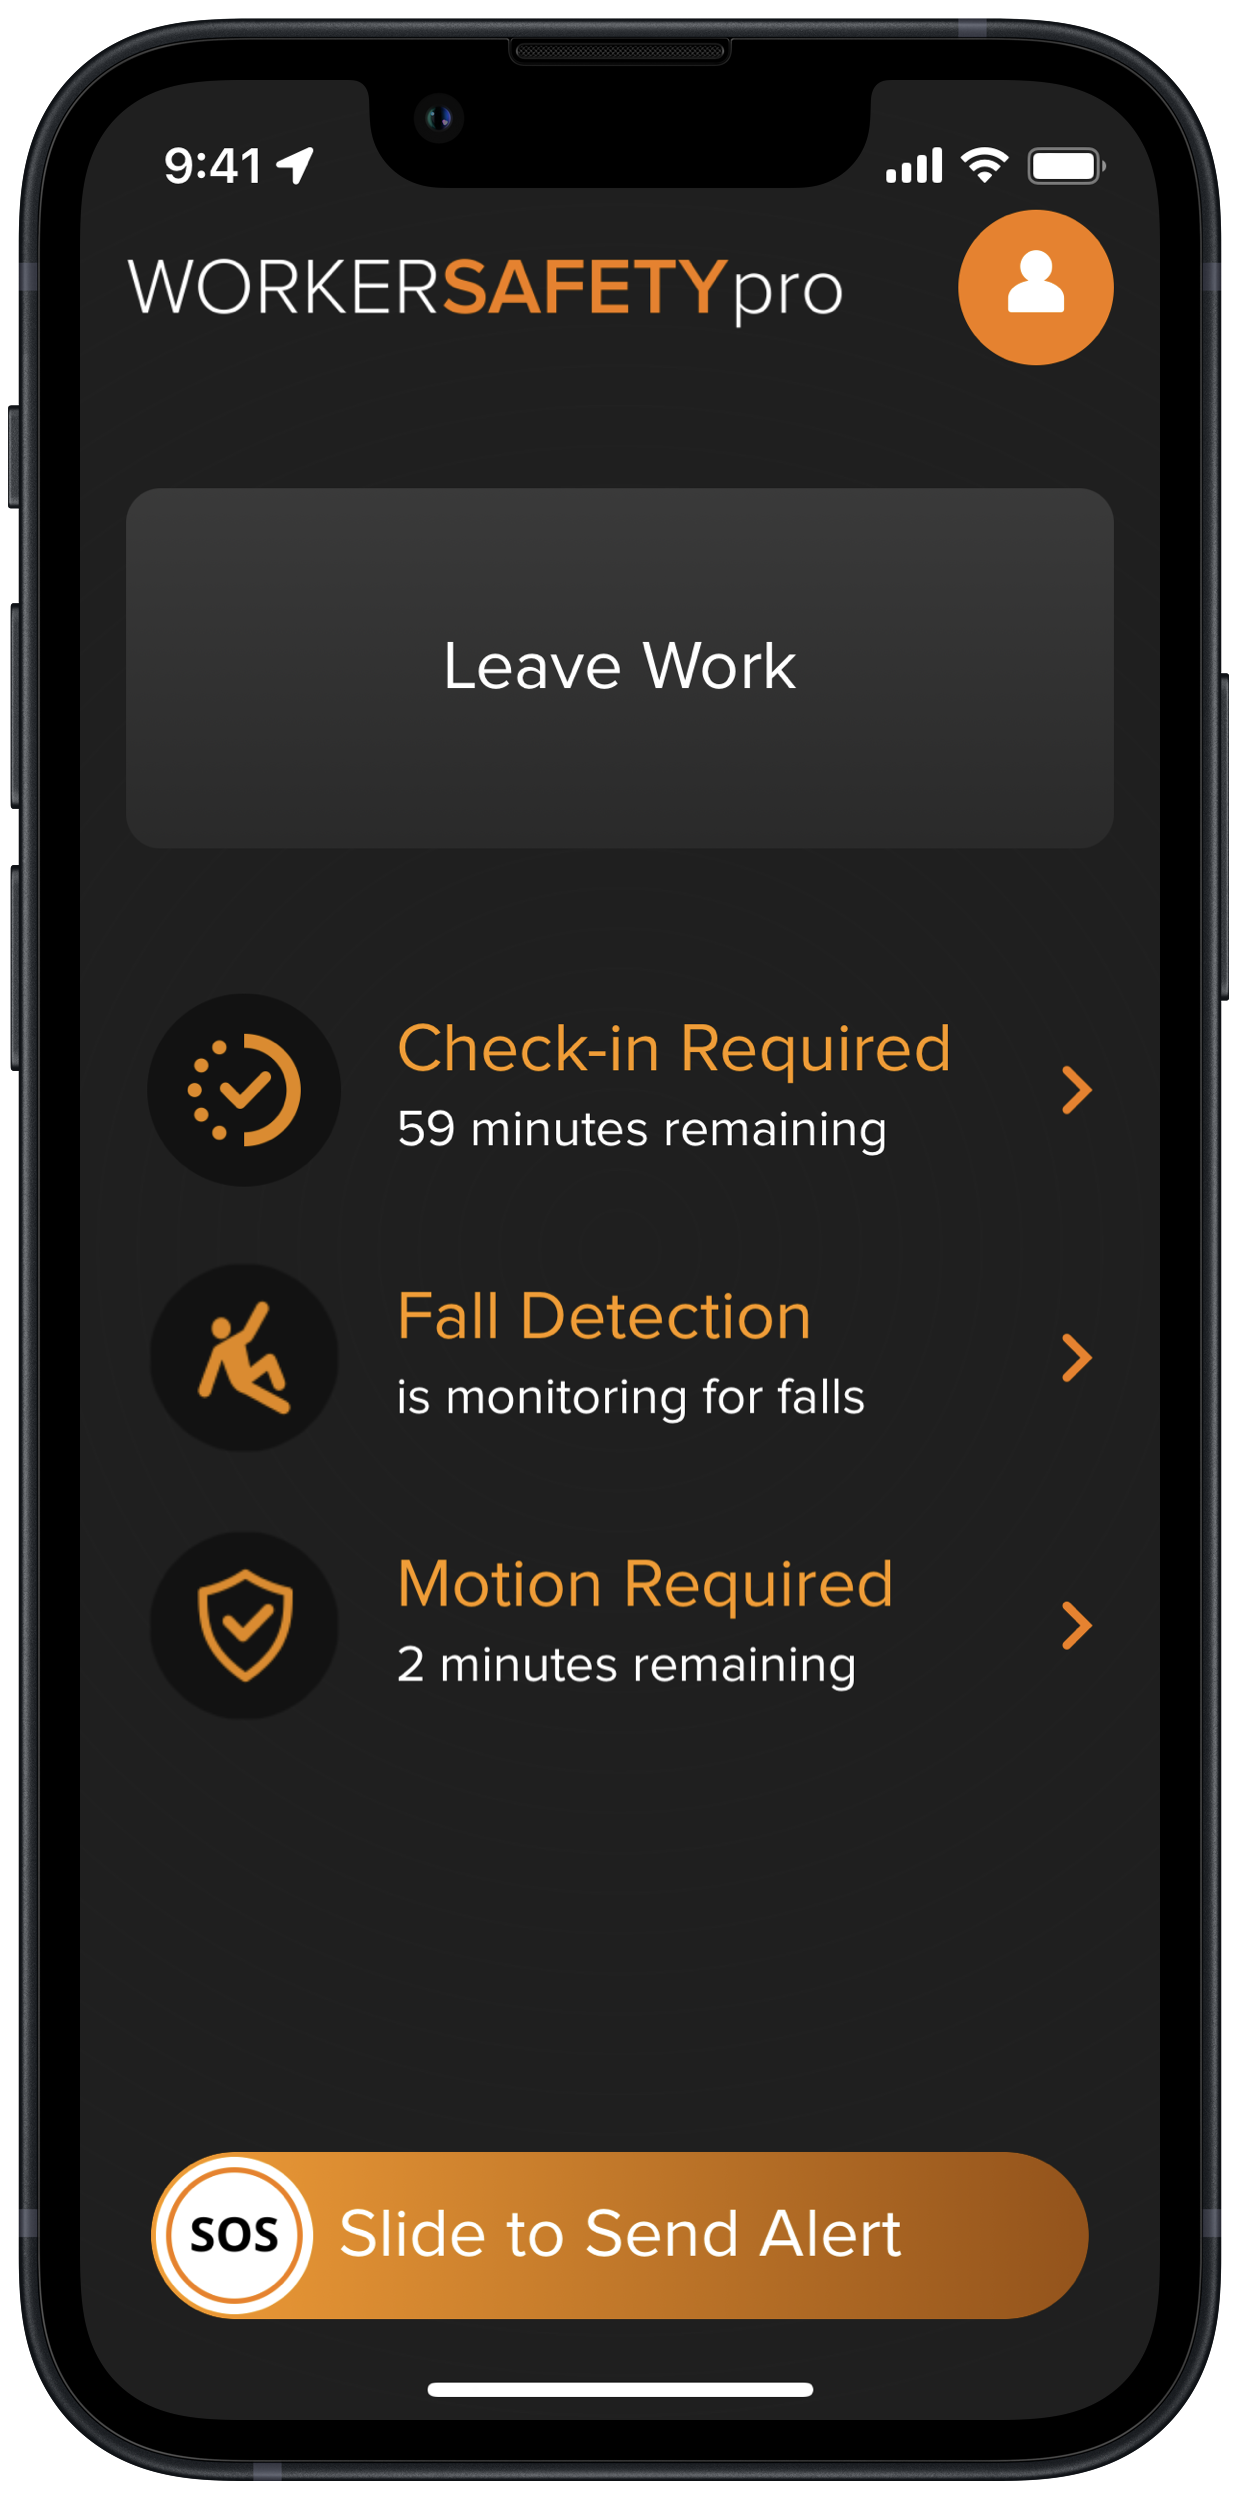 9:41
WORKERSAFETYpro
Leave Work
Check-in Required
59 minutes remaining
Fall Detection
is monitoring for falls
Motion Required
2 minutes remaining
SOS Slide to Send Alert